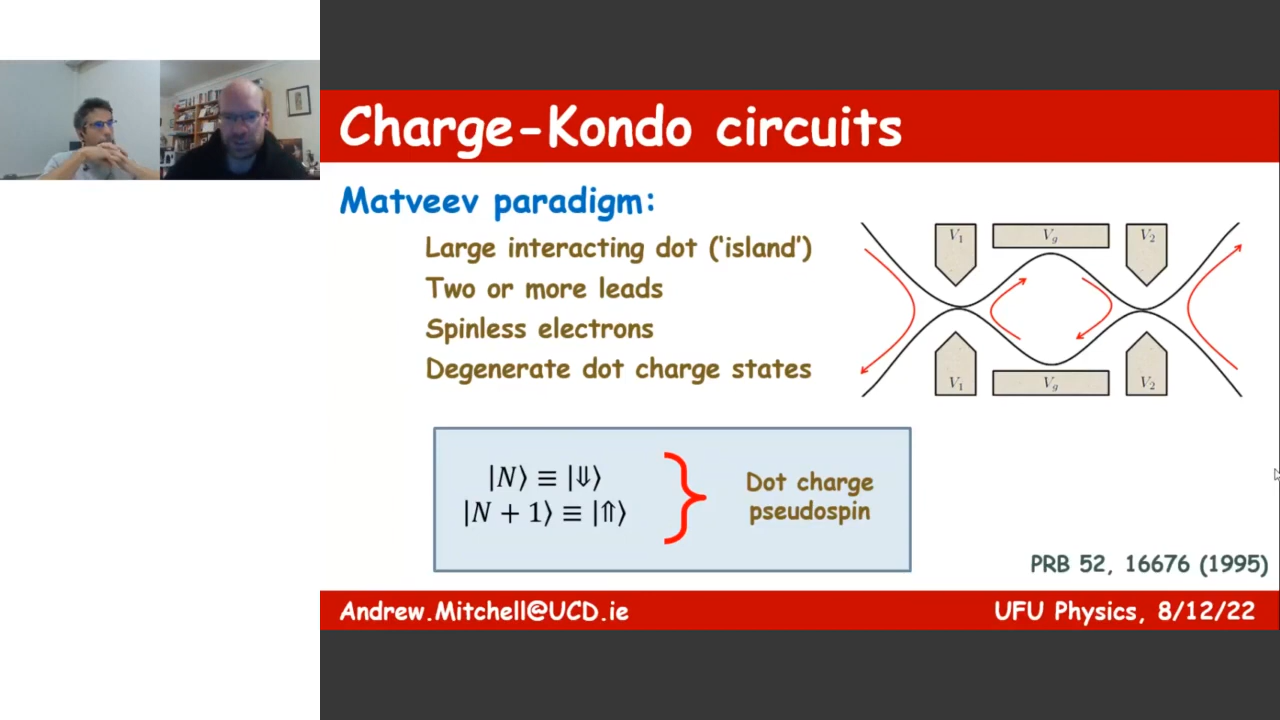 Charge-Kondo circuits
Matveev paradigm:
Large interacting dot ('island')
Two or more leads
Spinless electrons
Degenerate dot charge states
V₁ V_g V₂
V₁ V_g V₂
|N⟩ ≡ |⇓⟩
|N + 1⟩ ≡ |⇑⟩
Dot charge
pseudospin
PRB 52, 16676 (1995)
Andrew.Mitchell@UCD.ie
UFU Physics, 8/12/22